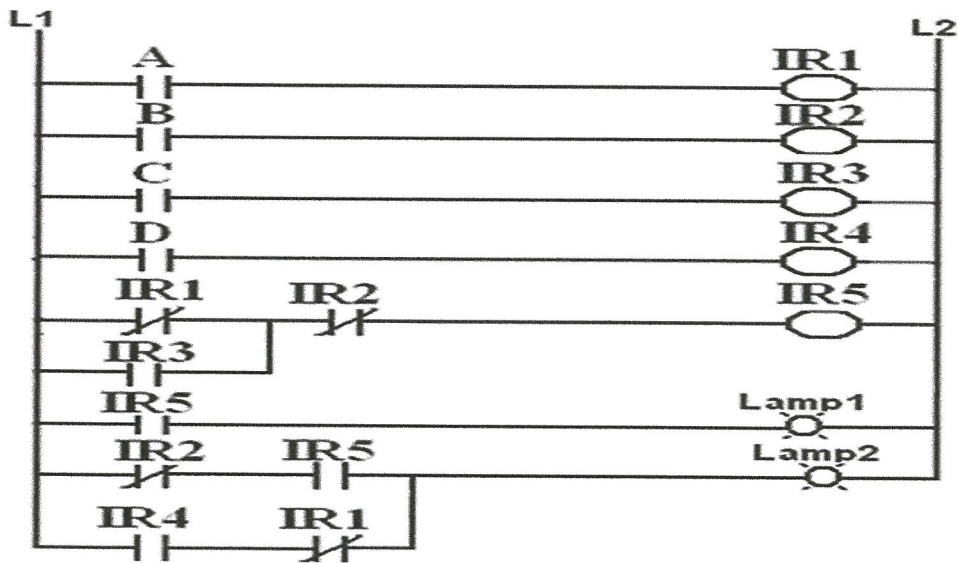 L1 L2
A IR1
B IR2
C IR3
D IR4
IR1 IR2 IR5
IR3
IR5 Lamp1
IR2 IR5 Lamp2
IR4 IR1